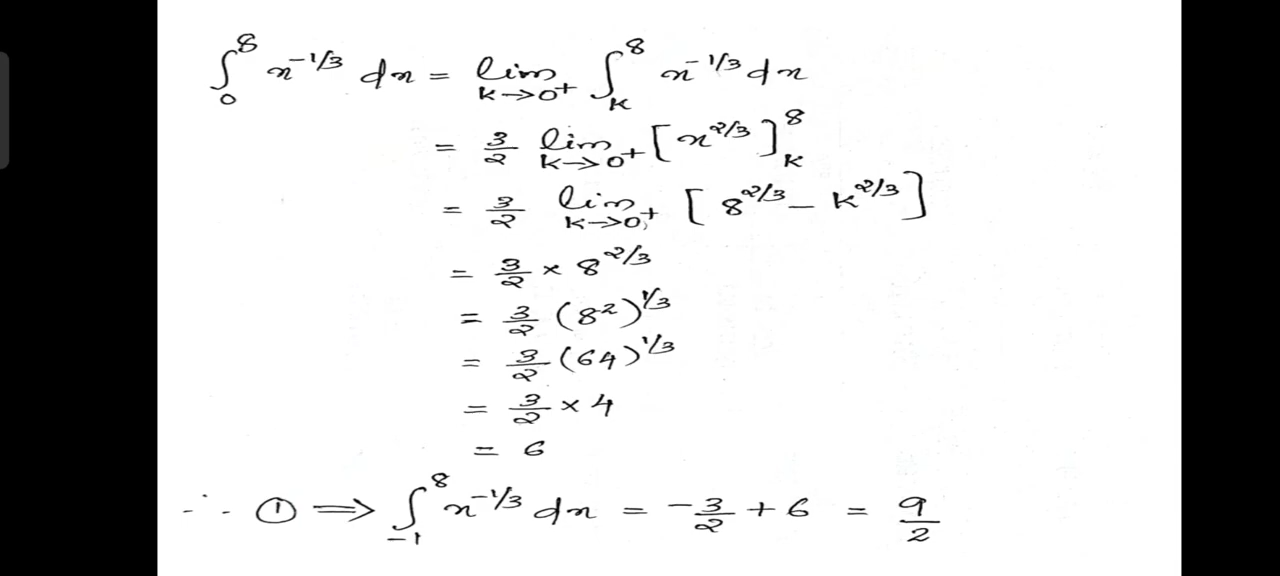 ∫₀⁸ x^(-1/3) dx = lim_{k→0⁺} ∫ₖ⁸ x^(-1/3) dx
= 3/2 lim_{k→0⁺} [x^(2/3)]ₖ⁸
= 3/2 lim_{k→0⁺} [8^(2/3) − k^(2/3)]
= 3/2 × 8^(2/3)
= 3/2 (8²)^(1/3)
= 3/2 (64)^(1/3)
= 3/2 × 4
= 6
∴ ① ⟹ ∫₋₁⁸ x^(-1/3) dx = −3/2 + 6 = 9/2